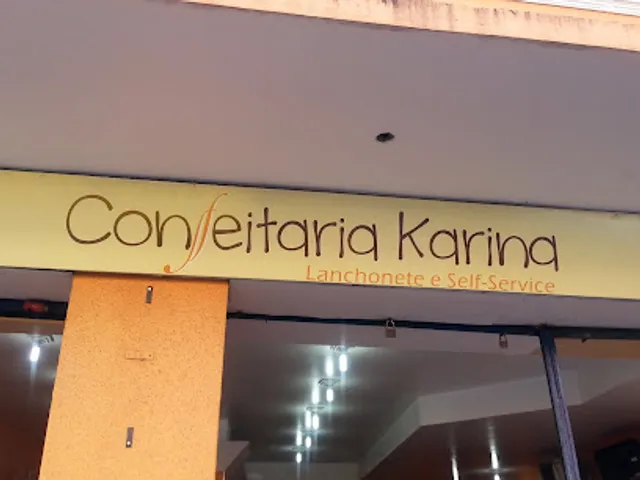 Confeitaria Karina
Lanchonete e Self-Service